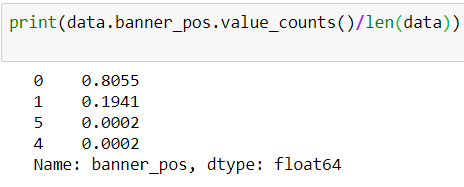 print(data.banner_pos.value_counts()/len(data))
0 0.8055
1 0.1941
5 0.0002
4 0.0002
Name: banner_pos, dtype: float64